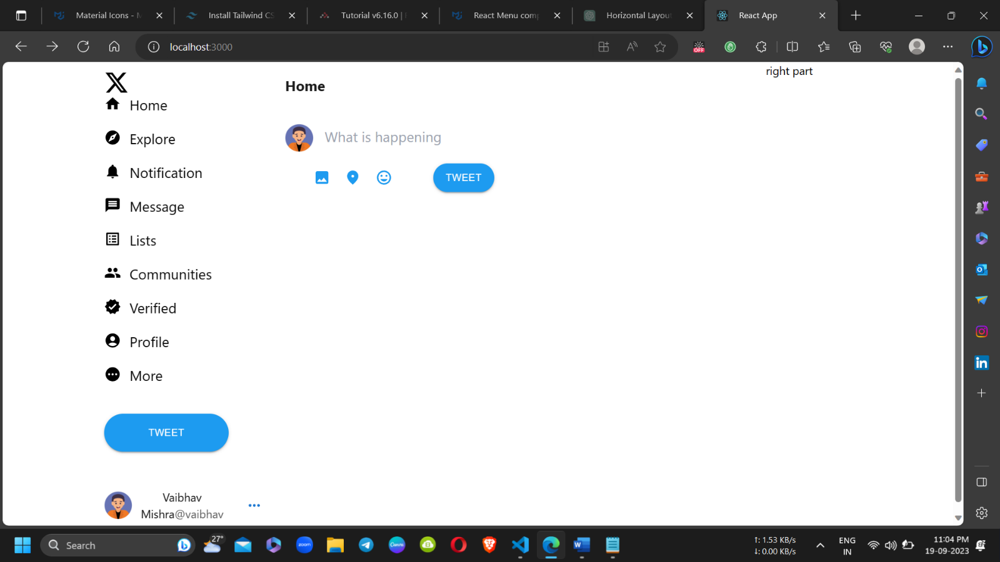 Material Icons - M
Install Tailwind CS
Tutorial v6.16.0 |
React Menu comp
Horizontal Layou
React App
localhost:3000
OFF
right part
Home
Home
What is happening
Explore
TWEET
Notification
Message
Lists
Communities
Verified
Profile
More
TWEET
Vaibhav
Mishra@vaibhav
Search
27°
zoom
Canva
↑: 1.53 KB/s
↓: 0.00 KB/s
ENG
IN
11:04 PM
19-09-2023